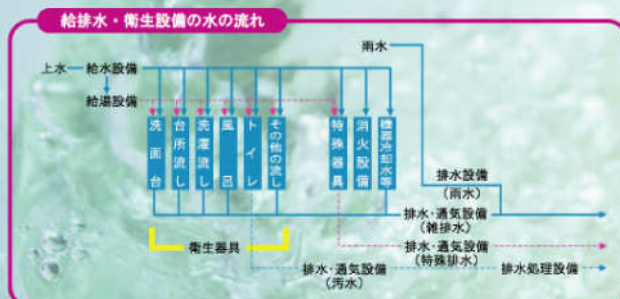 給排水・衛生設備の水の流れ
雨水
上水
給水設備
給湯設備
洗面台
台所流し
洗濯流し
風呂
トイレ
その他の流し
特殊器具
消火設備
機器冷却水等
衛生器具
排水設備
(雨水)
排水・通気設備
(雑排水)
排水・通気設備
(特殊排水)
排水・通気設備
(汚水)
排水処理設備